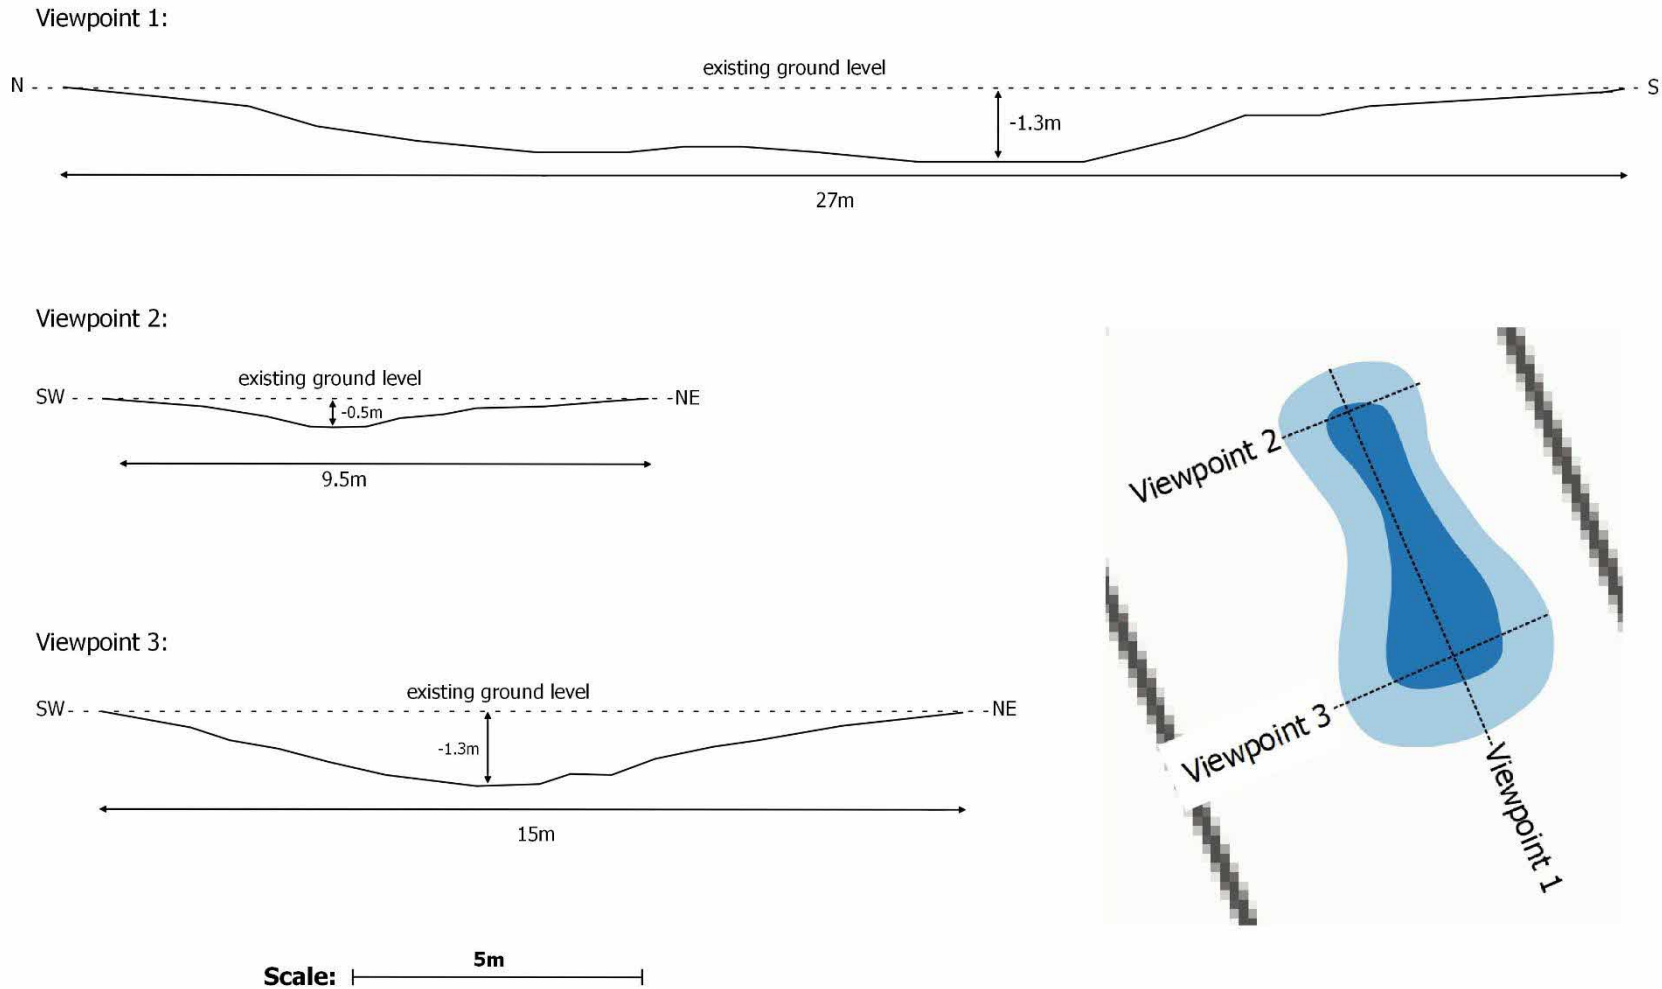 Viewpoint 1:
existing ground level
N
S
-1.3m
27m
Viewpoint 2:
existing ground level
SW
NE
-0.5m
9.5m
Viewpoint 3:
existing ground level
SW
NE
-1.3m
15m
Scale:
5m
Viewpoint 2
Viewpoint 3
Viewpoint 1